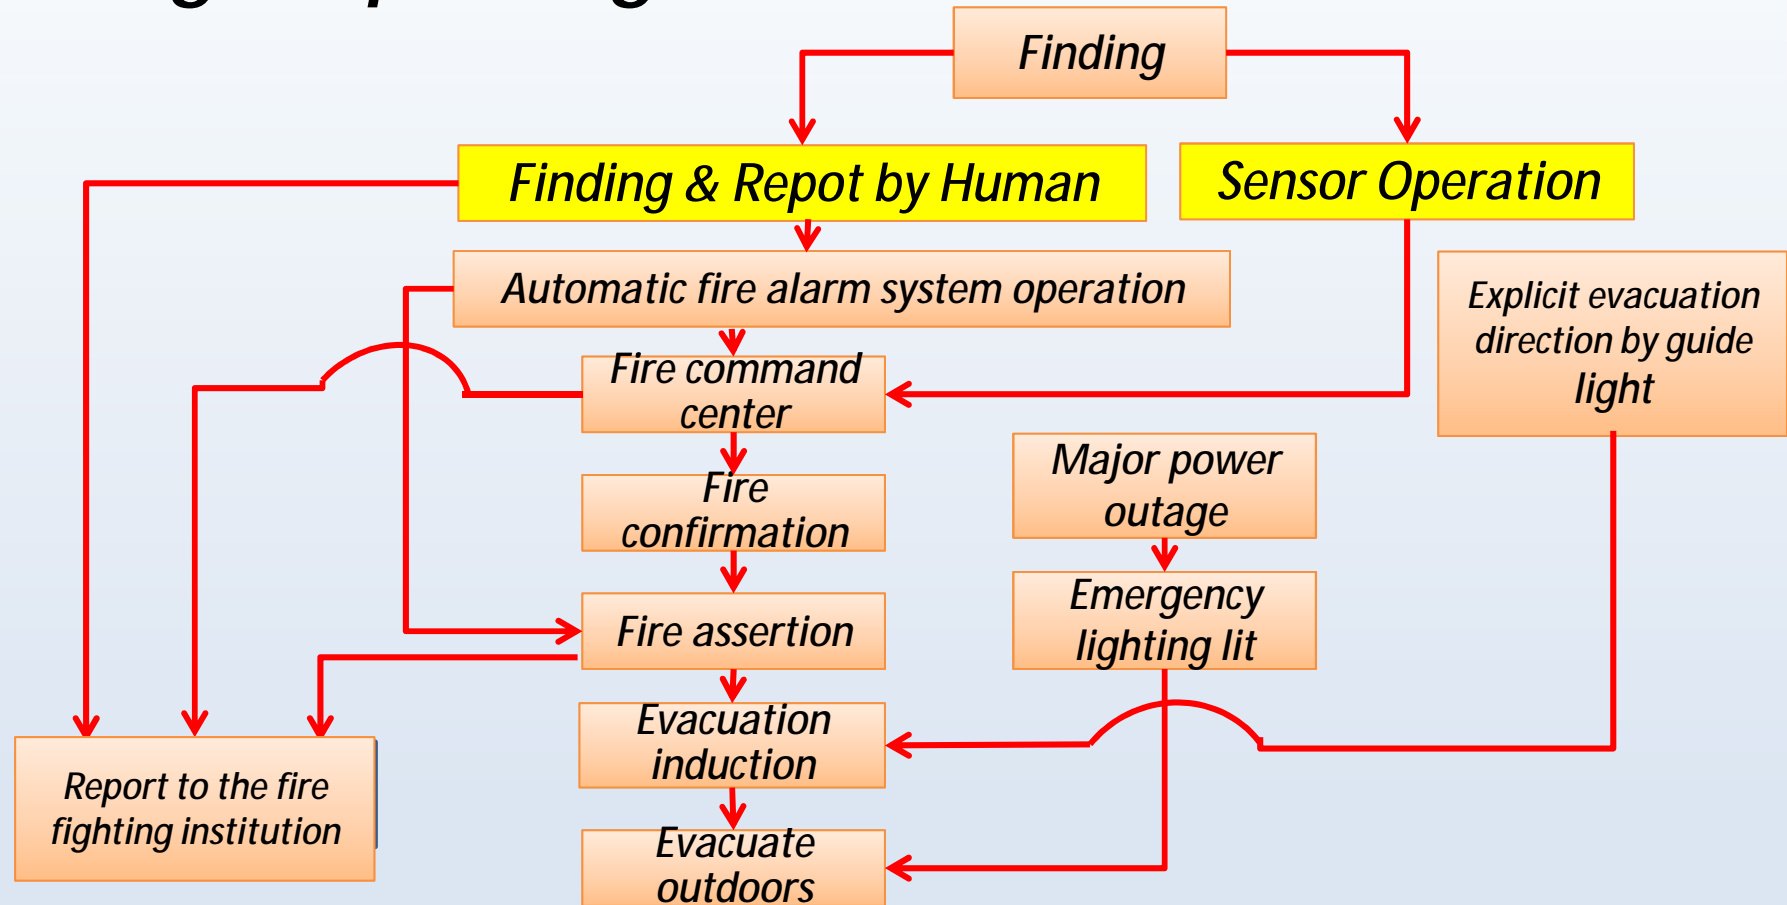 Finding
Finding & Repot by Human
Sensor Operation
Automatic fire alarm system operation
Explicit evacuation
direction by guide
light
Fire command
center
Major power
outage
Fire
confirmation
Emergency
lighting lit
Fire assertion
Evacuation
induction
Report to the fire
fighting institution
Evacuate
outdoors